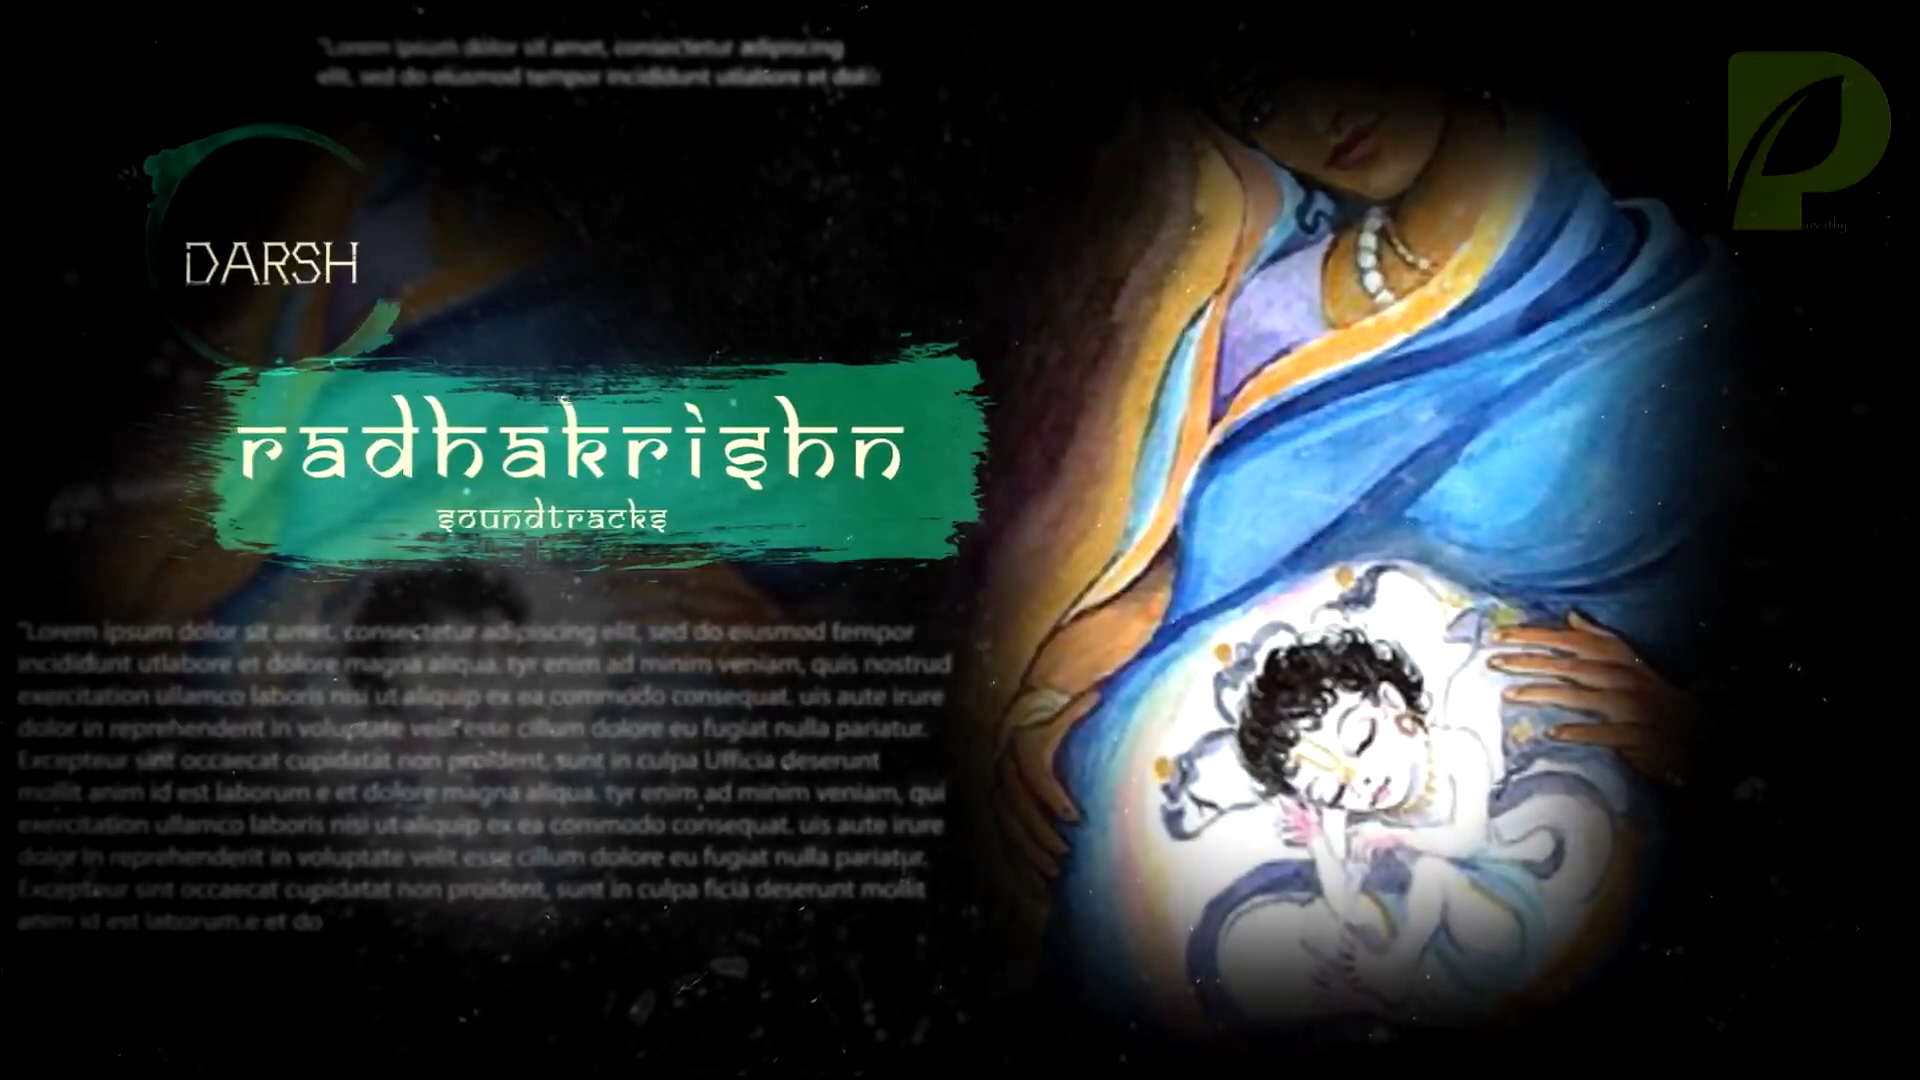 "Lorem ipsum dolor sit amet, consectetur adipiscing
elit, sed do eiusmod tempor incididunt utlabore et dol
DARSH
radhakrishn
soundtracks
"Lorem ipsum dolor sit amet, consectetur adipiscing elit, sed do eiusmod tempor
incididunt utlabore et dolore magna aliqua. tyr enim ad minim veniam, quis nostrud
exercitation ullamco laboris nisi ut aliquip ex ea commodo consequat. uis aute irure
dolor in reprehenderit in voluptate velit esse cillum dolore eu fugiat nulla pariatur.
Excepteur sint occaecat cupidatat non proident, sunt in culpa Ufficia deserunt
mollit anim id est laborum e et dolore magna aliqua. tyr enim ad minim veniam, qui
exercitation ullamco laboris nisi ut aliquip ex ea commodo consequat. uis aute irure
dolor in reprehenderit in voluptate velit esse cillum dolore eu fugiat nulla pariatur.
Excepteur sint occaecat cupidatat non proident, sunt in culpa ficia deserunt mollit
anim id est laborum.e et do